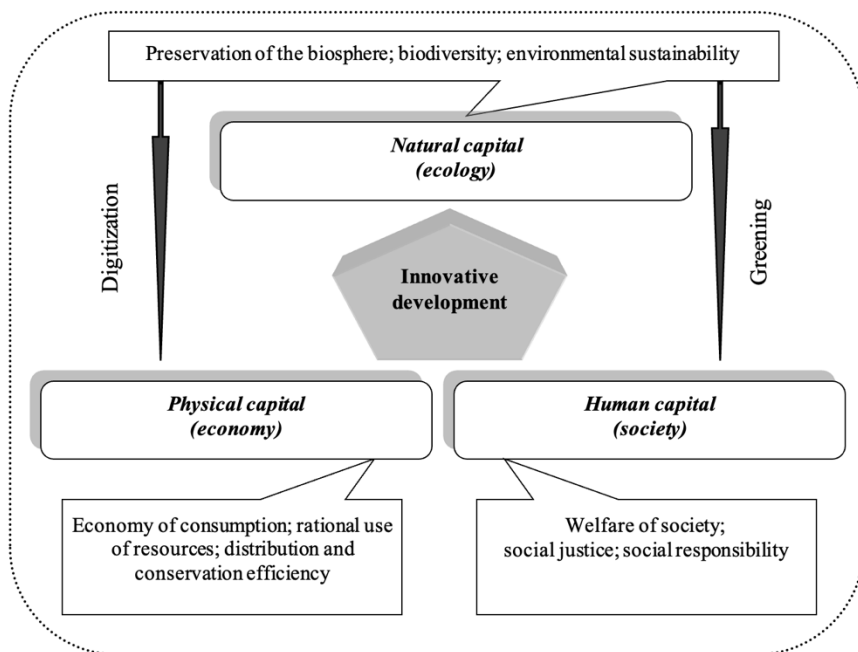 Preservation of the biosphere; biodiversity; environmental sustainability
Natural capital
(ecology)
Digitization
Innovative
development
Greening
Physical capital
(economy)
Human capital
(society)
Economy of consumption; rational use
of resources; distribution and
conservation efficiency
Welfare of society;
social justice; social responsibility